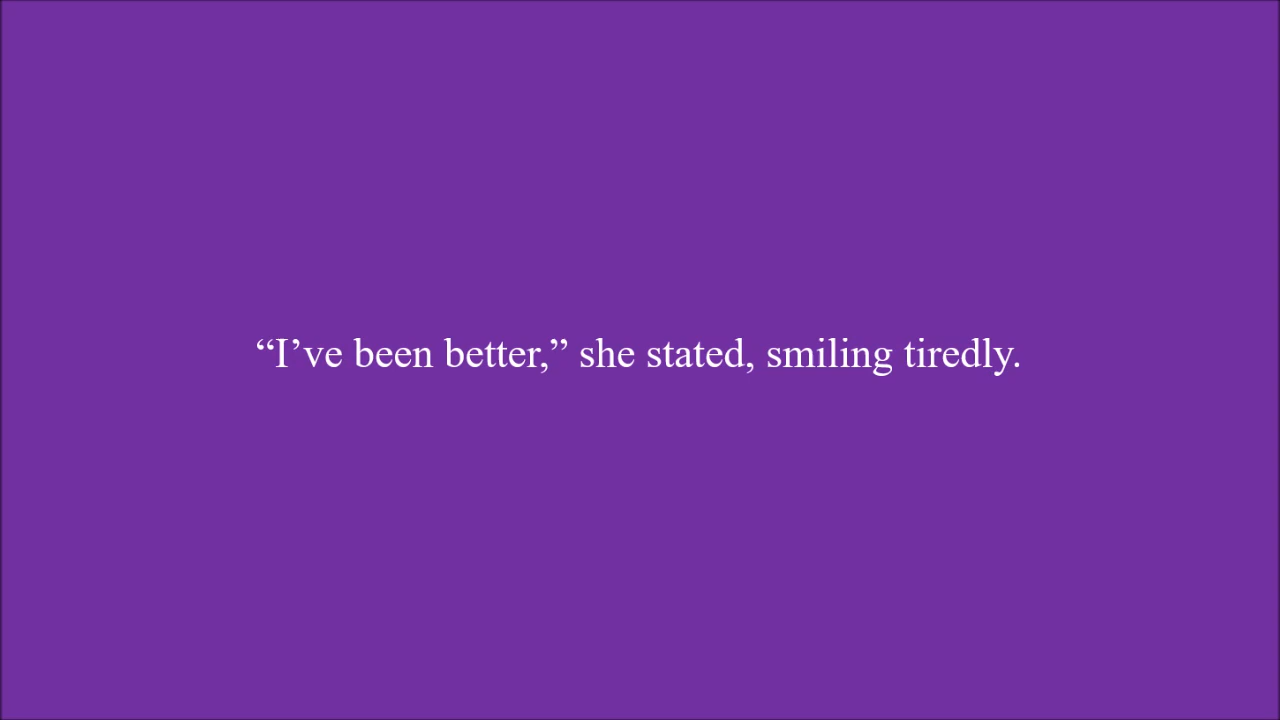 “I’ve been better,” she stated, smiling tiredly.